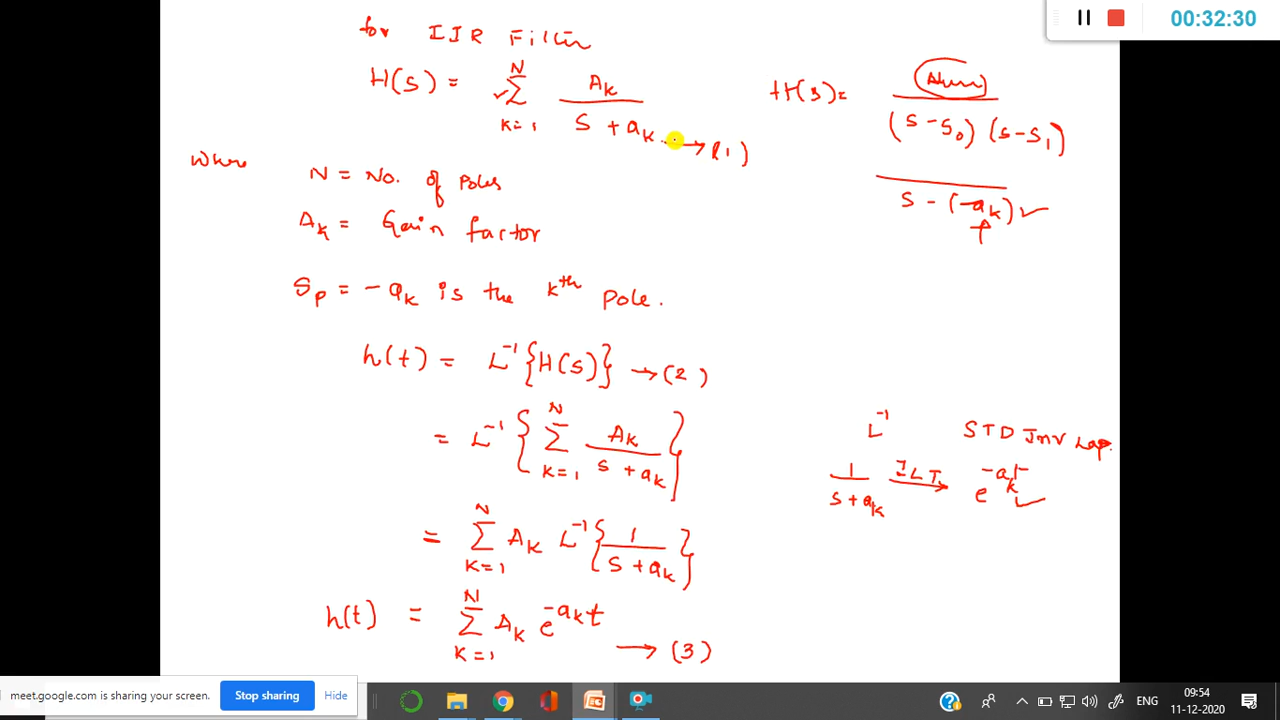 00:32:30
for IIR Filter
H(s) = Σ_{k=1}^{N} A_k / (s + a_k) → (1)
H(s) = Num / (s - s_0) (s - s_1)
s - (-a_k) ✓
↑
where
N = No. of poles
A_k = Gain factor
S_p = - a_k is the k^th pole.
h(t) = L^{-1} {H(s)} → (2)
= L^{-1} { Σ_{k=1}^{N} A_k / (s + a_k) }
L^{-1} STD Inv Lap.
1 / (s + a_k) ILT → e^{-a_k t} ✓
= Σ_{k=1}^{N} A_k L^{-1} { 1 / (s + a_k) }
h(t) = Σ_{k=1}^{N} A_k e^{-a_k t} → (3)
meet.google.com is sharing your screen.
Stop sharing
Hide
ENG
09:54
11-12-2020